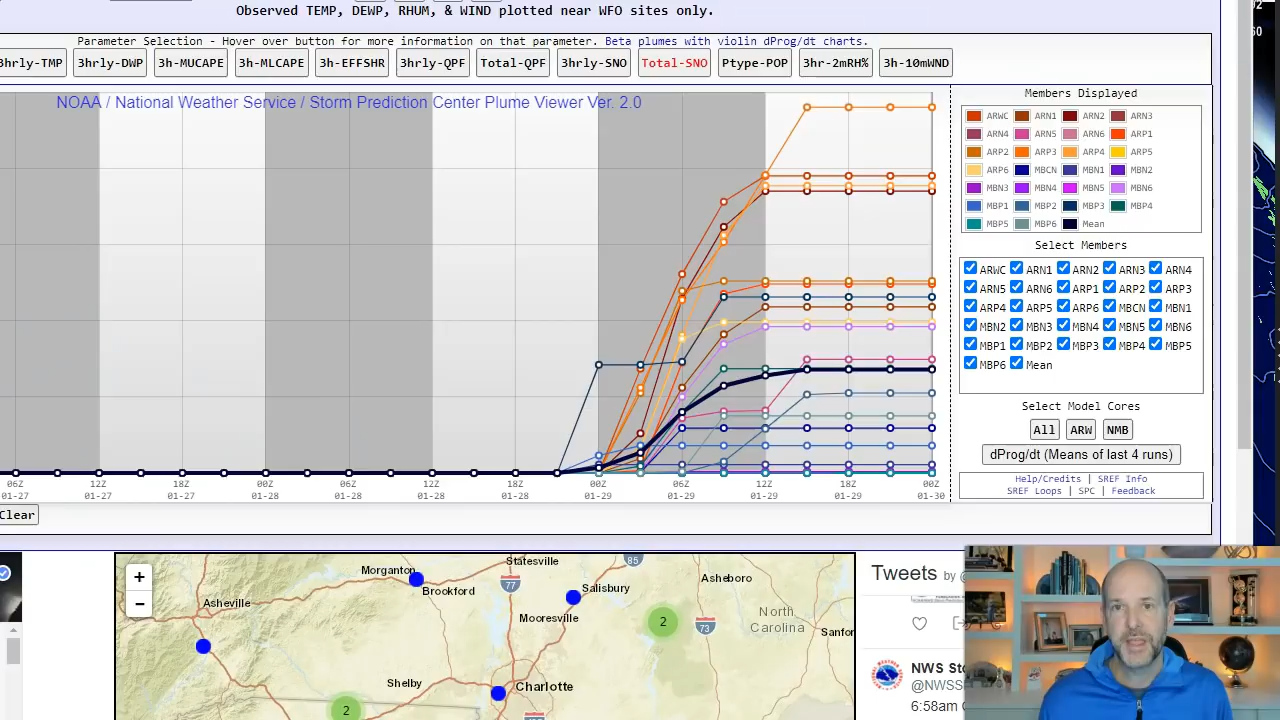 Observed TEMP, DEWP, RHUM, & WIND plotted near WFO sites only.
Parameter Selection - Hover over button for more information on that parameter. Beta plumes with violin dProg/dt charts.
3hrly-TMP 3hrly-DWP 3h-MUCAPE 3h-MLCAPE 3h-EFFSHR 3hrly-QPF Total-QPF 3hrly-SNO Total-SNO Ptype-POP 3hr-2mRH% 3h-10mWND
NOAA / National Weather Service / Storm Prediction Center Plume Viewer Ver. 2.0
Members Displayed
ARWC ARN1 ARN2 ARN3
ARN4 ARN5 ARN6 ARP1
ARP2 ARP3 ARP4 ARP5
ARP6 MBCN MBN1 MBN2
MBN3 MBN4 MBN5 MBN6
MBP1 MBP2 MBP3 MBP4
MBP5 MBP6 Mean
Select Members
ARWC ARN1 ARN2 ARN3 ARN4
ARN5 ARN6 ARP1 ARP2 ARP3
ARP4 ARP5 ARP6 MBCN MBN1
MBN2 MBN3 MBN4 MBN5 MBN6
MBP1 MBP2 MBP3 MBP4 MBP5
MBP6 Mean
Select Model Cores
All ARW NMB
dProg/dt (Means of last 4 runs)
Help/Credits | SREF Info
SREF Loops | SPC | Feedback
06Z 12Z 18Z 00Z 06Z 12Z 18Z 00Z 06Z 12Z 18Z 00Z
01-27 01-27 01-27 01-28 01-28 01-28 01-28 01-29 01-29 01-29 01-29 01-30
Clear
+
−
Statesville
85
Morganton
77
Brookford
Salisbury
Asheboro
Asheville
Mooresville
2
73
North
Carolina
Sanfor
Shelby
Charlotte
2
Tweets by @
NWS Sto
@NWSS
6:58am
60